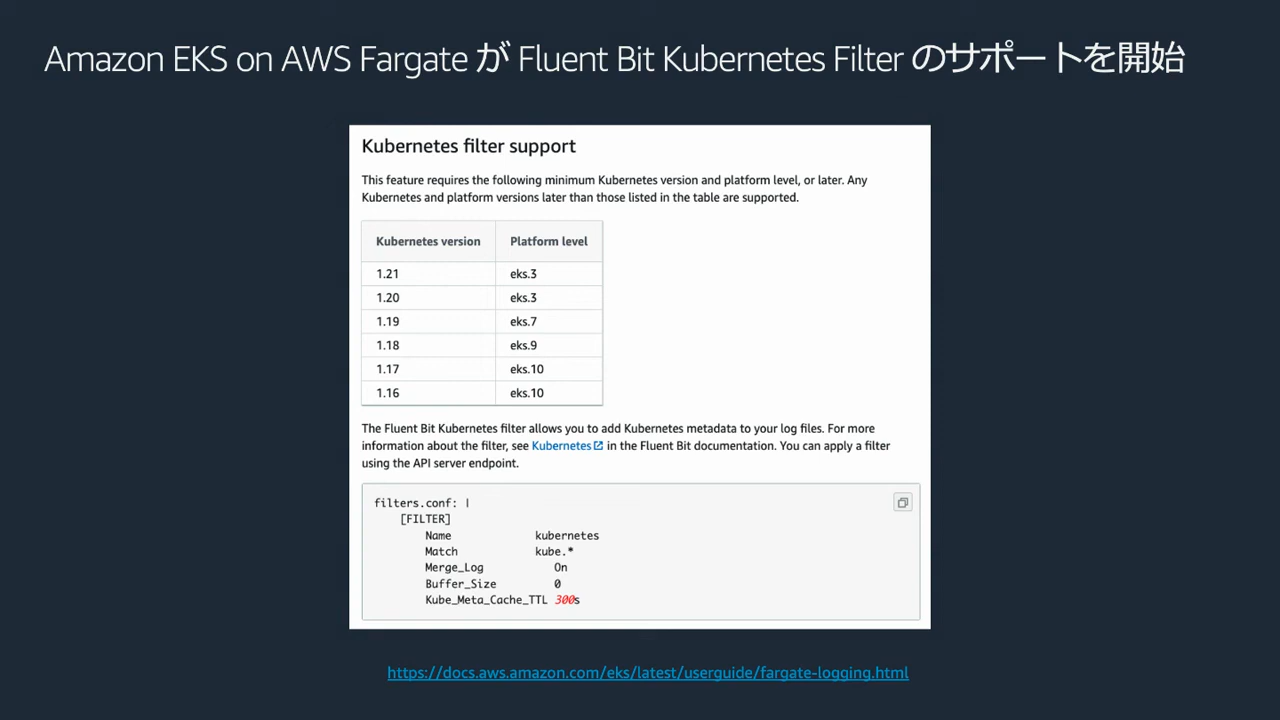 Amazon EKS on AWS Fargate が Fluent Bit Kubernetes Filter のサポートを開始
Kubernetes filter support
This feature requires the following minimum Kubernetes version and platform level, or later. Any
Kubernetes and platform versions later than those listed in the table are supported.
Kubernetes version Platform level
1.21 eks.3
1.20 eks.3
1.19 eks.7
1.18 eks.9
1.17 eks.10
1.16 eks.10
The Fluent Bit Kubernetes filter allows you to add Kubernetes metadata to your log files. For more
information about the filter, see Kubernetes in the Fluent Bit documentation. You can apply a filter
using the API server endpoint.
filters.conf: |
[FILTER]
Name kubernetes
Match kube.*
Merge_Log On
Buffer_Size 0
Kube_Meta_Cache_TTL 300s
https://docs.aws.amazon.com/eks/latest/userguide/fargate-logging.html